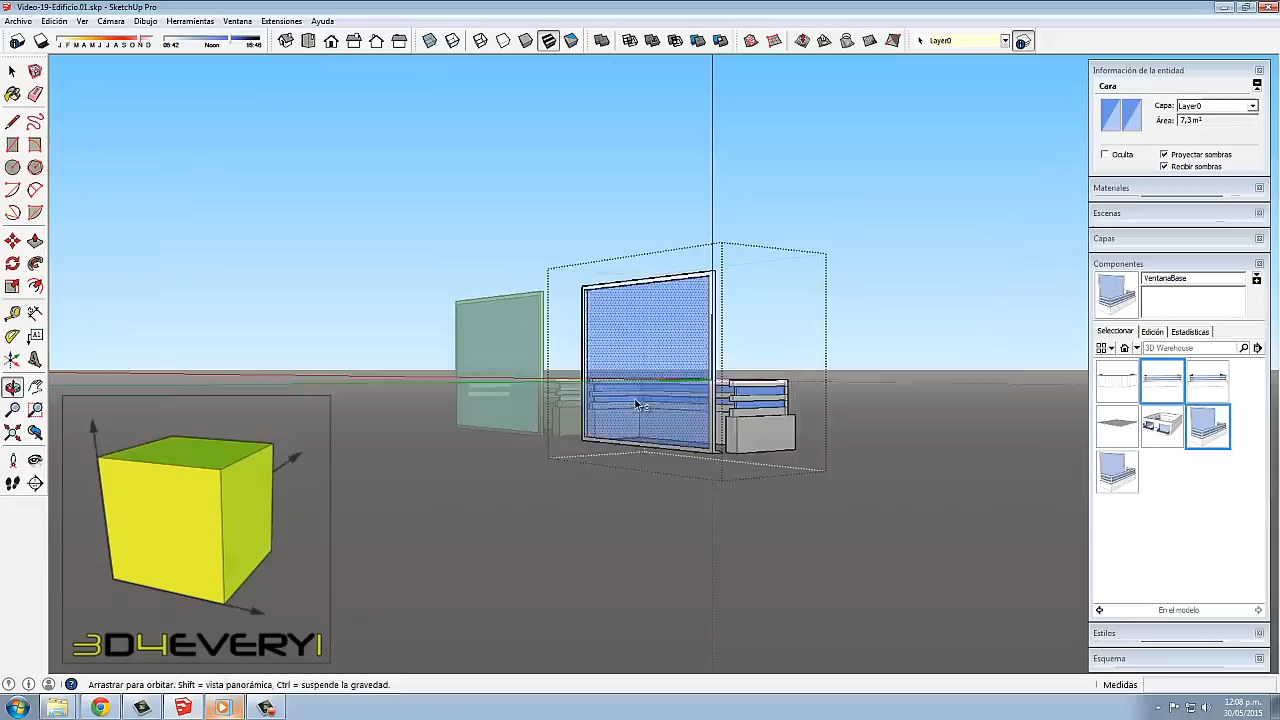 Video-19-Edificio.01.skp - SketchUp Pro
Archivo Edición Ver Cámara Dibujo Herramientas Ventana Extensiones Ayuda
J F M A M J J A S O N D 06:42 Noon 16:46 Layer0
Información de la entidad
Cara
Capa: Layer0
Área: 7,3 m²
Oculta Proyectar sombras
Recibir sombras
Materiales
Escenas
Capas
Componentes
VentanaBase
Seleccionar Edición Estadísticas
3D Warehouse
En el modelo
Estilos
Esquema
3D4EVERY1
Arrastrar para orbitar. Shift = vista panorámica, Ctrl = suspende la gravedad.
Medidas
12:08 p.m.
30/05/2015